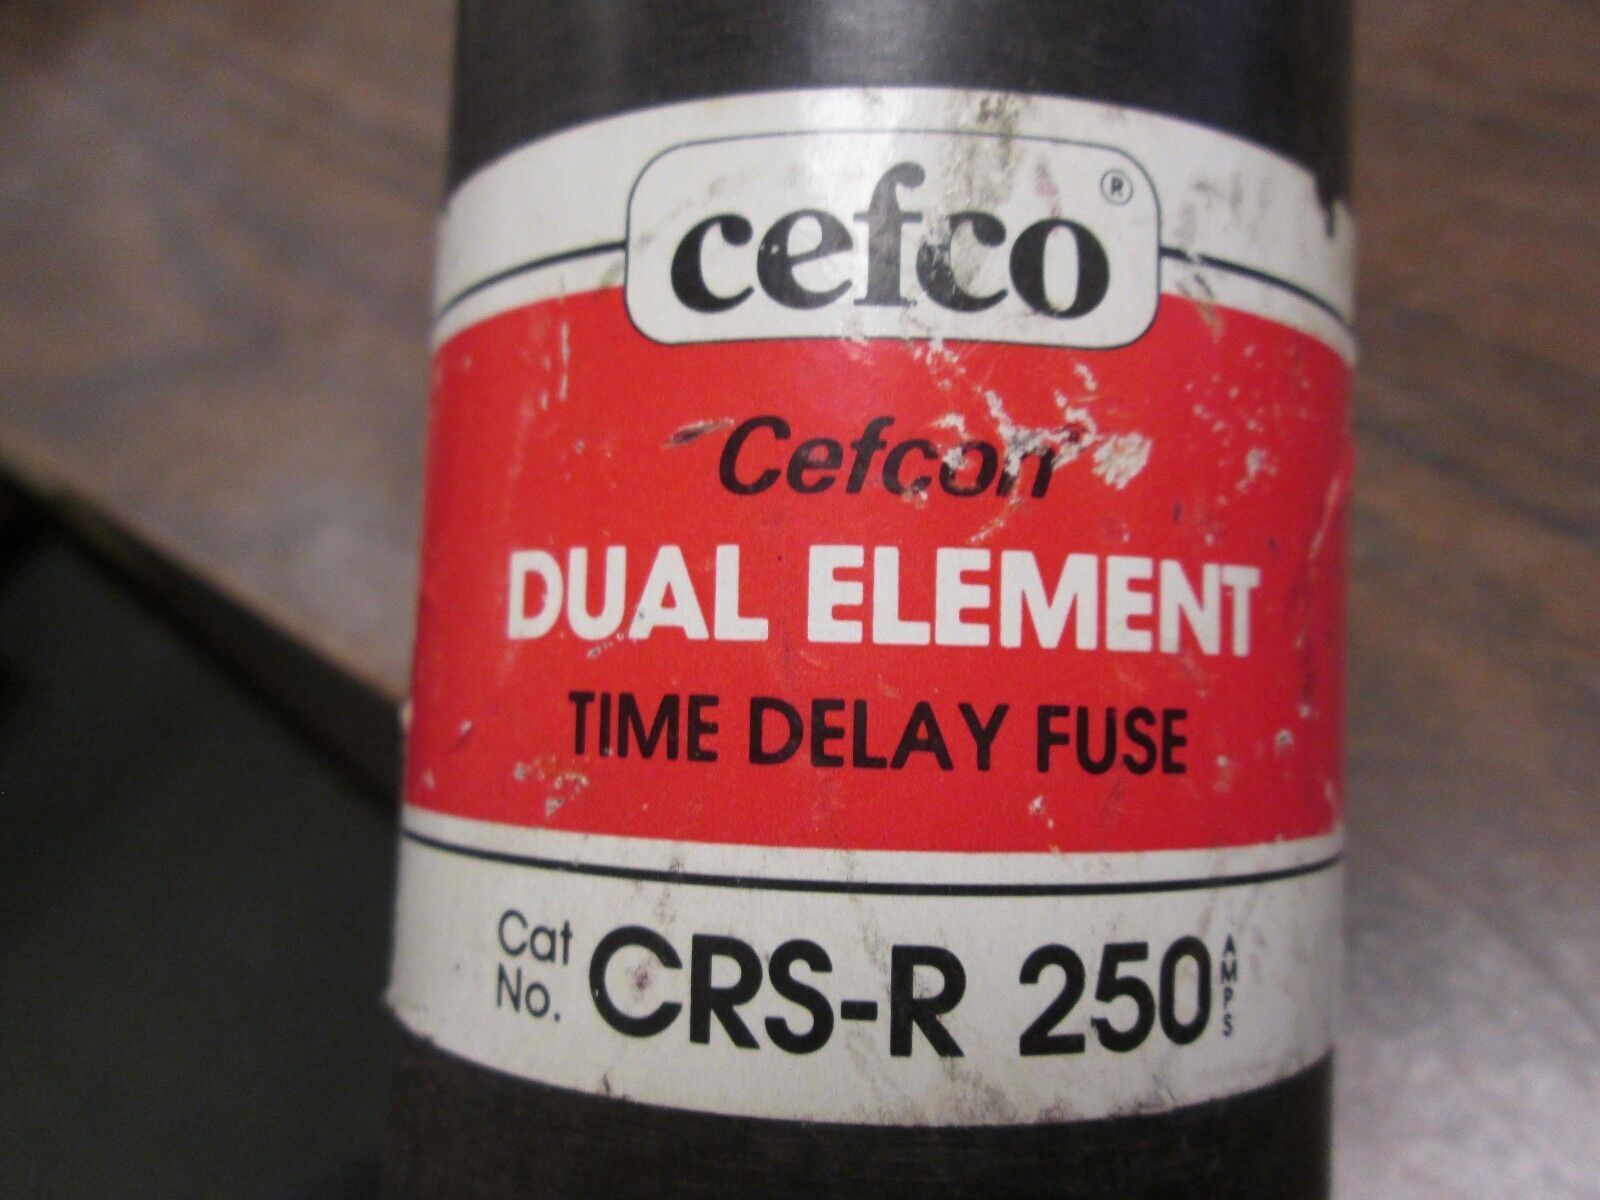 cefco®
Cefcon®
DUAL ELEMENT
TIME DELAY FUSE
Cat No. CRS-R 250 AMPS